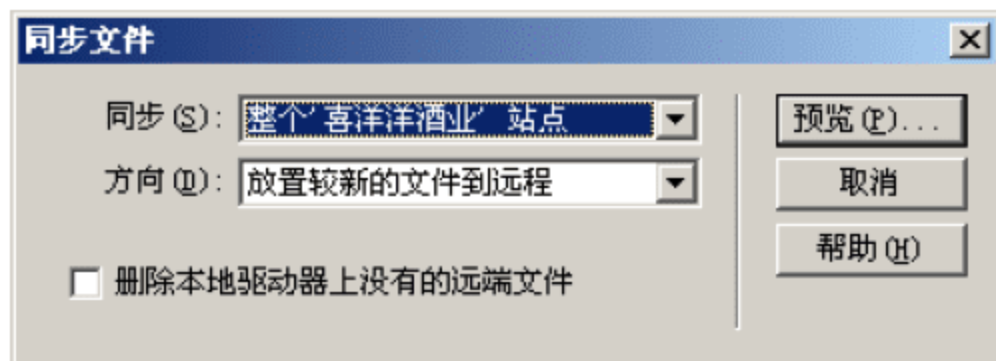 同步文件
同步(S): 整个'喜洋洋酒业' 站点
预览(P)...
方向(D): 放置较新的文件到远程
取消
帮助(H)
删除本地驱动器上没有的远端文件